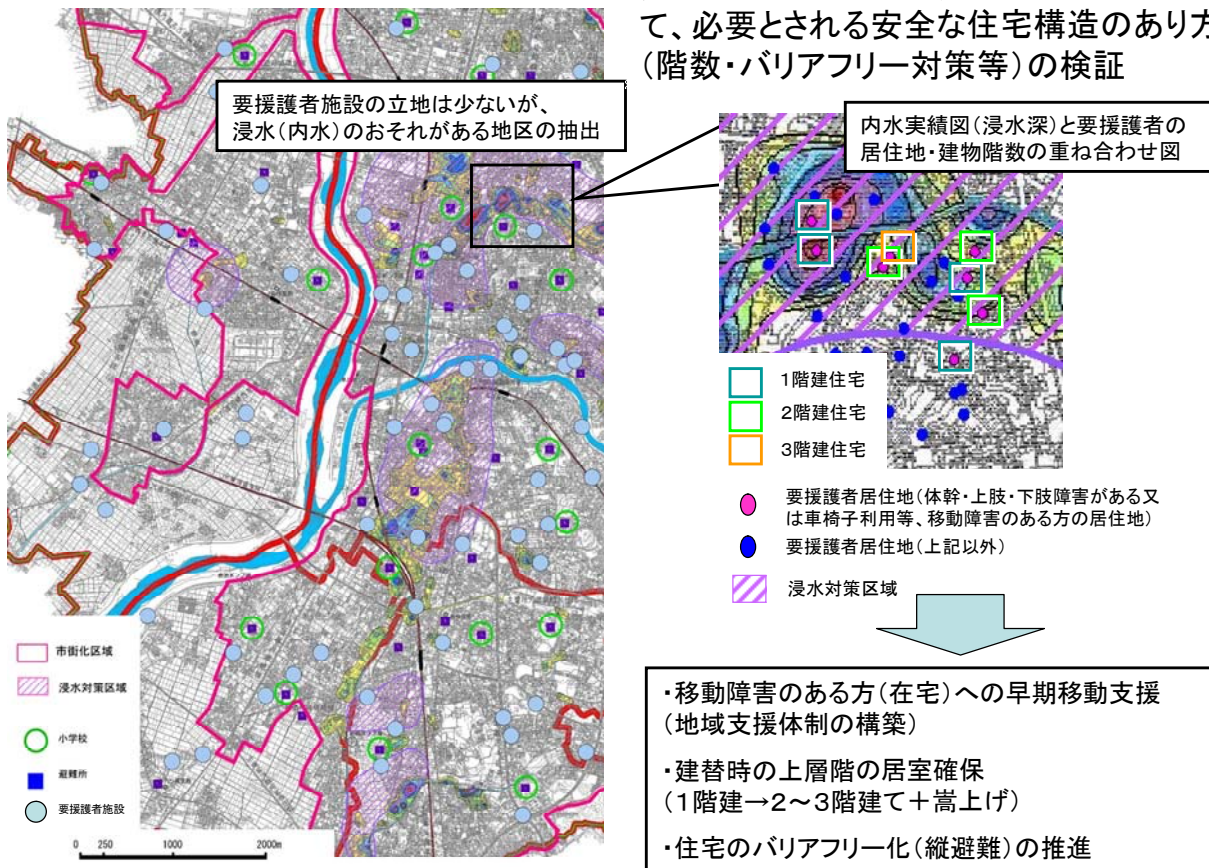 て、必要とされる安全な住宅構造のあり方
(階数・バリアフリー対策等)の検証
要援護者施設の立地は少ないが、
浸水(内水)のおそれがある地区の抽出
内水実績図(浸水深)と要援護者の
居住地・建物階数の重ね合わせ図
1階建住宅
2階建住宅
3階建住宅
要援護者居住地(体幹・上肢・下肢障害がある又
は車椅子利用等、移動障害のある方の居住地)
要援護者居住地(上記以外)
浸水対策区域
市街化区域
浸水対策区域
小学校
避難所
要援護者施設
0 250 1000 2000m
・移動障害のある方(在宅)への早期移動支援
(地域支援体制の構築)
・建替時の上層階の居室確保
(1階建→2~3階建て+嵩上げ)
・住宅のバリアフリー化(縦避難)の推進